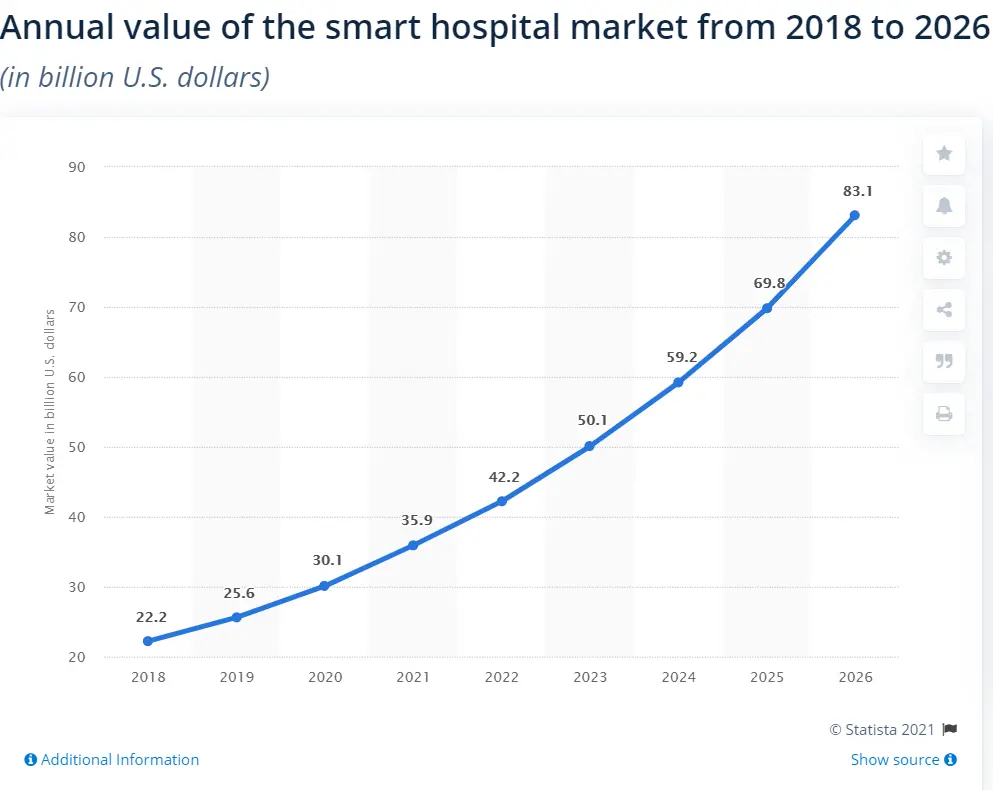 Annual value of the smart hospital market from 2018 to 2026
(in billion U.S. dollars)
Market value in billion U.S. dollars
90
80
70
60
50
40
30
20
22.2
25.6
30.1
35.9
42.2
50.1
59.2
69.8
83.1
2018 2019 2020 2021 2022 2023 2024 2025 2026
© Statista 2021
Additional Information Show source